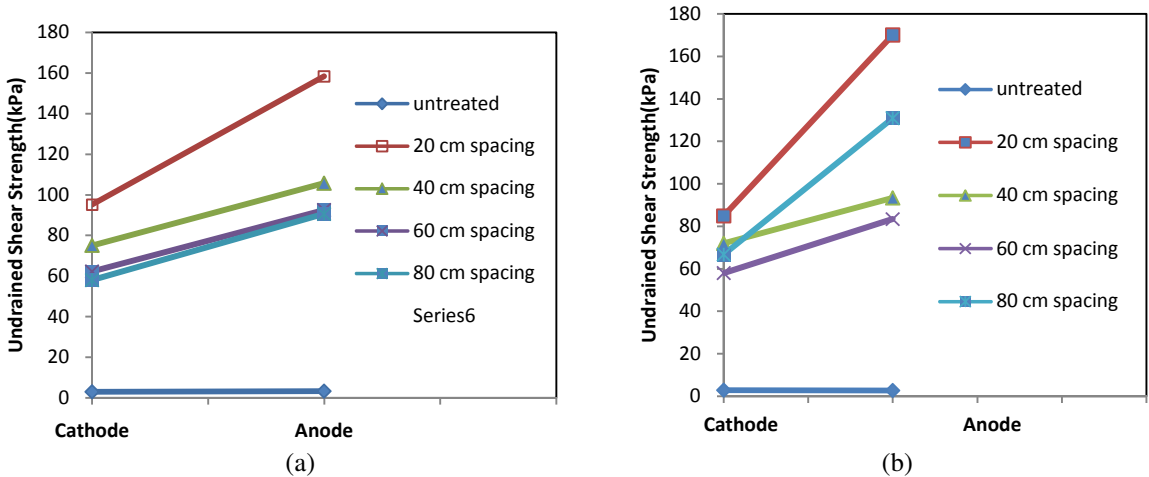 Undrained Shear Strength(kPa)
180
160
140
120
100
80
60
40
20
0
untreated
20 cm spacing
40 cm spacing
60 cm spacing
80 cm spacing
Series6
Cathode
Anode
(a)
Undrained Shear Strength(kPa)
180
160
140
120
100
80
60
40
20
0
untreated
20 cm spacing
40 cm spacing
60 cm spacing
80 cm spacing
Cathode
Anode
(b)